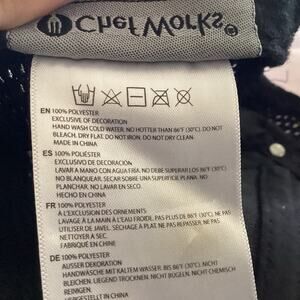 Chef Works®
EN 100% POLYESTER
EXCLUSIVE OF DECORATION
HAND WASH COLD WATER, NO HOTTER THAN 86°F (30°C). DO NOT
BLEACH. DRY FLAT. DO NOT IRON. DO NOT DRY CLEAN.
MADE IN CHINA
ES 100% POLIÉSTER
EXCLUSIVO DE DECORACIÓN
LAVAR A MANO CON AGUA FRÍA. NO DEBE SUPERAR LOS 86°F (30°C)
NO BLANQUEAR. SECAR SOBRE UNA SUPERFICIE PLANA. NO
PLANCHAR. NO LAVAR EN SECO.
HECHO EN CHINA
FR 100% POLYESTER
À L'EXCLUSION DES ORNEMENTS
LAVAGE À LA MAIN À L'EAU FROIDE, PAS PLUS DE 86°F (30°C). NE PAS
UTILISER DE JAVEL. SÉCHER À PLAT. NE PAS REPASSER. NE PAS
NETTOYER À SEC.
FABRIQUÉ EN CHINE
DE 100% POLYESTER
AUSSER DEKORATION
HANDWÄSCHE MIT KALTEM WASSER. BIS 86°F (30°C). NICHT
BLEICHEN. LIEGEND TROCKNEN. NICHT BÜGELN. NICHT CHEMISCH
REINIGEN.
HERGESTELLT IN CHINA